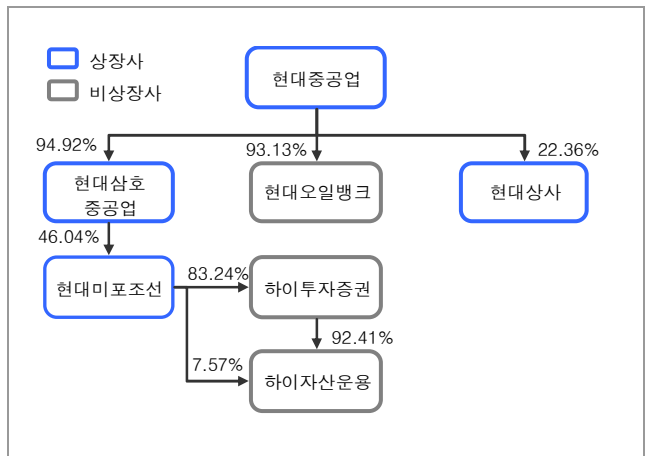 상장사
비상장사
현대중공업
94.92%
93.13%
22.36%
현대삼호
중공업
현대오일뱅크
현대상사
46.04%
현대미포조선
83.24%
하이투자증권
92.41%
7.57%
하이자산운용